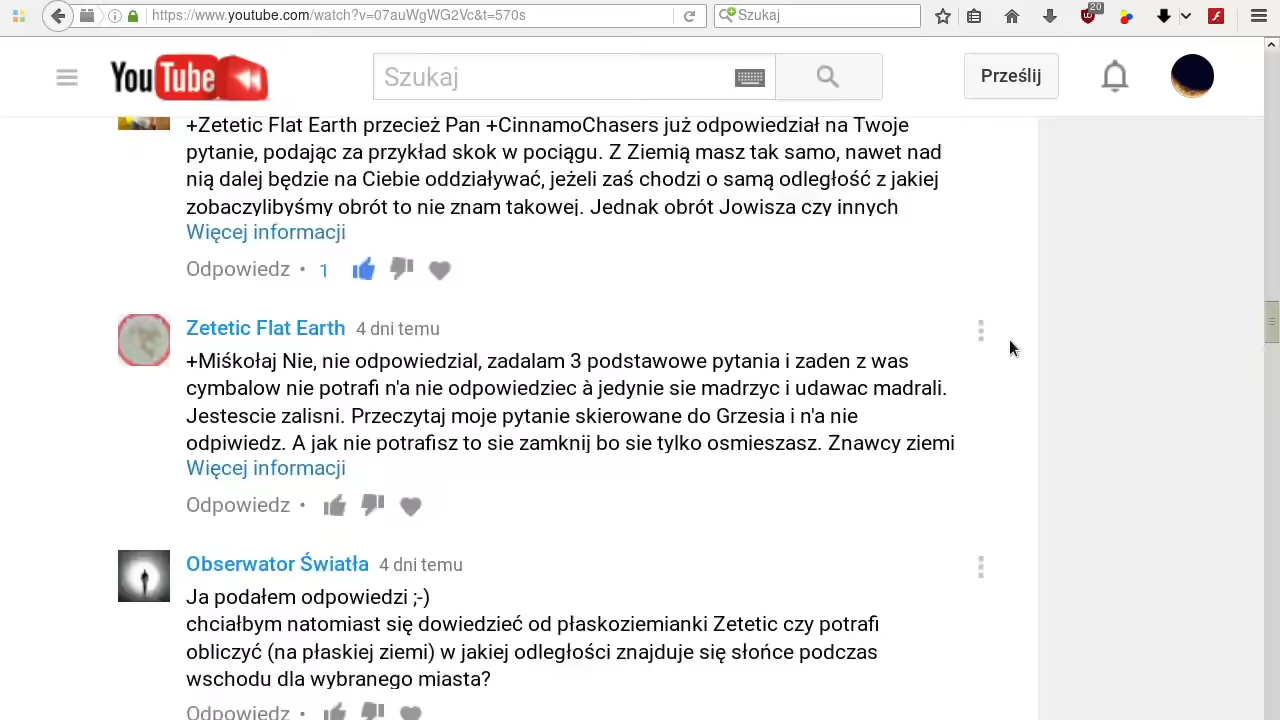 https://www.youtube.com/watch?v=07auWgWG2Vc&t=570s
Szukaj
20
YouTube
Szukaj
Prześlij
+Zetetic Flat Earth przecież Pan +CinnamoChasers już odpowiedział na Twoje
pytanie, podając za przykład skok w pociągu. Z Ziemią masz tak samo, nawet nad
nią dalej będzie na Ciebie oddziaływać, jeżeli zaś chodzi o samą odległość z jakiej
zobaczylibyśmy obrót to nie znam takowej. Jednak obrót Jowisza czy innych
Więcej informacji
Odpowiedz • 1
Zetetic Flat Earth 4 dni temu
+Miśkołaj Nie, nie odpowiedzial, zadalam 3 podstawowe pytania i zaden z was
cymbalow nie potrafi n'a nie odpowiedziec à jedynie sie madrzyc i udawac madrali.
Jestescie zalisni. Przeczytaj moje pytanie skierowane do Grzesia i n'a nie
odpiwiedz. A jak nie potrafisz to sie zamknij bo sie tylko osmieszasz. Znawcy ziemi
Więcej informacji
Odpowiedz •
Obserwator Światła 4 dni temu
Ja podałem odpowiedzi ;-)
chciałbym natomiast się dowiedzieć od płaskoziemianki Zetetic czy potrafi
obliczyć (na płaskiej ziemi) w jakiej odległości znajduje się słońce podczas
wschodu dla wybranego miasta?
Odpowiedz •